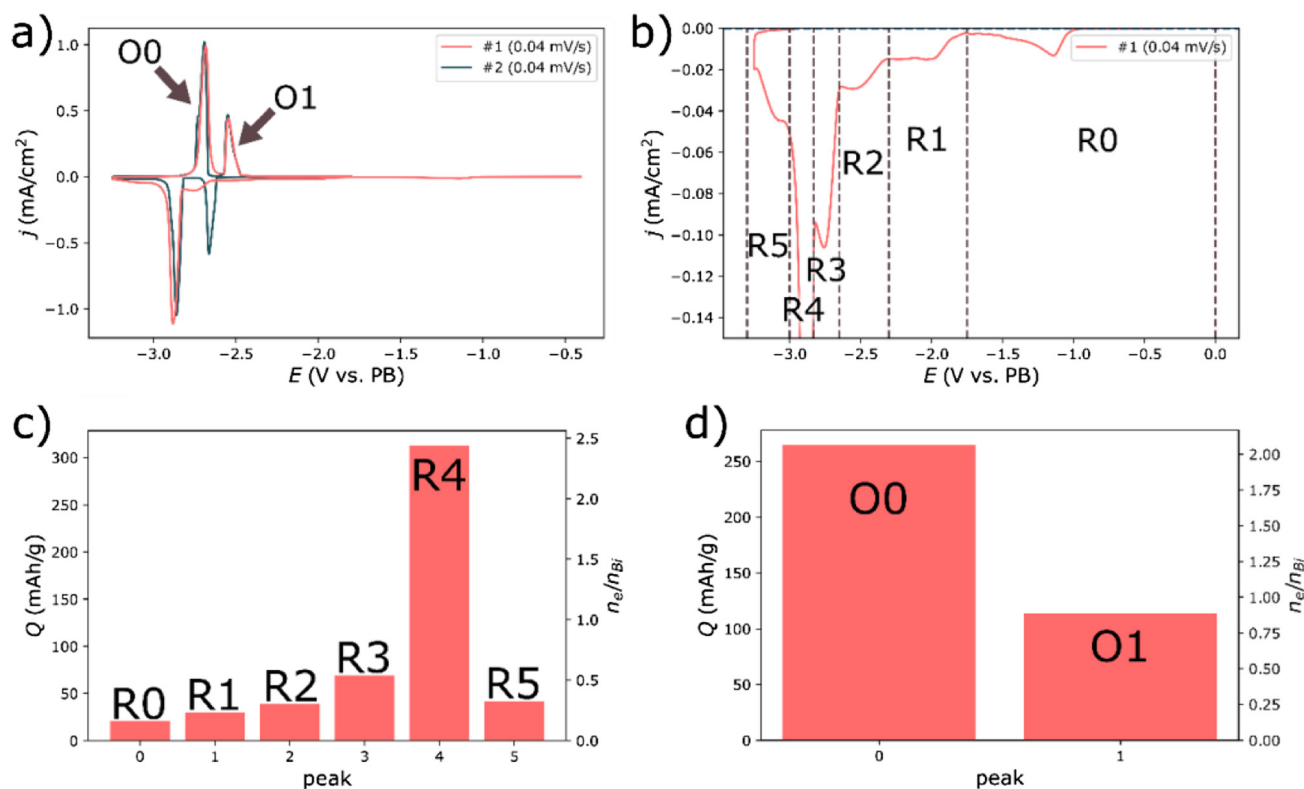 a)
O0
O1
#1 (0.04 mV/s)
#2 (0.04 mV/s)
1.0
0.5
0.0
−0.5
−1.0
j (mA/cm²)
−3.0 −2.5 −2.0 −1.5 −1.0 −0.5
E (V vs. PB)
b)
#1 (0.04 mV/s)
0.00
−0.02
−0.04
−0.06
−0.08
−0.10
−0.12
−0.14
j (mA/cm²)
R5
R4
R3
R2
R1
R0
−3.0 −2.5 −2.0 −1.5 −1.0 −0.5 0.0
E (V vs. PB)
c)
300
250
200
150
100
50
0
Q (mAh/g)
R0 R1 R2 R3 R4 R5
2.5
2.0
1.5
1.0
0.5
0.0
nₑ/n_Bi
0 1 2 3 4 5
peak
d)
250
200
150
100
50
0
Q (mAh/g)
O0
O1
2.00
1.75
1.50
1.25
1.00
0.75
0.50
0.25
0.00
nₑ/n_Bi
0 1
peak